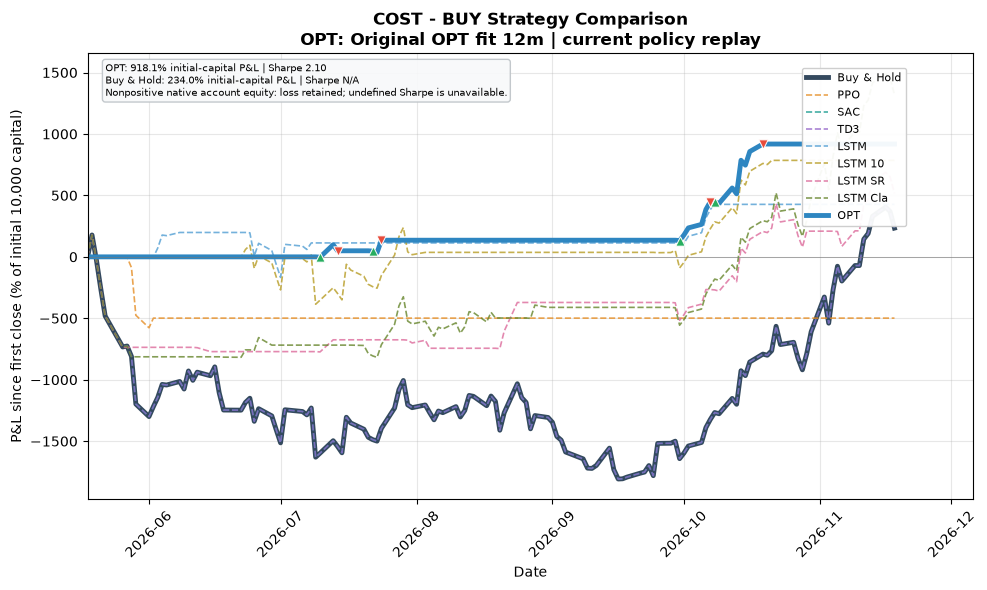 COST - BUY Strategy Comparison
OPT: Original OPT fit 12m | current policy replay
OPT: 918.1% initial-capital P&L | Sharpe 2.10
Buy & Hold: 234.0% initial-capital P&L | Sharpe N/A
Nonpositive native account equity: loss retained; undefined Sharpe is unavailable.
Buy & Hold
PPO
SAC
TD3
LSTM
LSTM 10
LSTM SR
LSTM Cla
OPT
P&L since first close (% of initial 10,000 capital)
1500
1000
500
0
−500
−1000
−1500
2026-06
2026-07
2026-08
2026-09
2026-10
2026-11
2026-12
Date